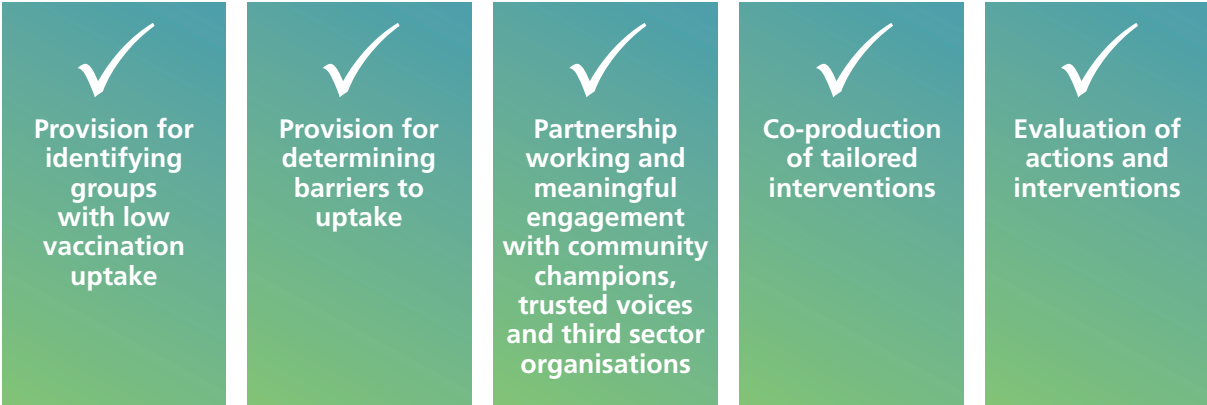 Provision for
identifying
groups
with low
vaccination
uptake
Provision for
determining
barriers to
uptake
Partnership
working and
meaningful
engagement
with community
champions,
trusted voices
and third sector
organisations
Co-production
of tailored
interventions
Evaluation of
actions and
interventions